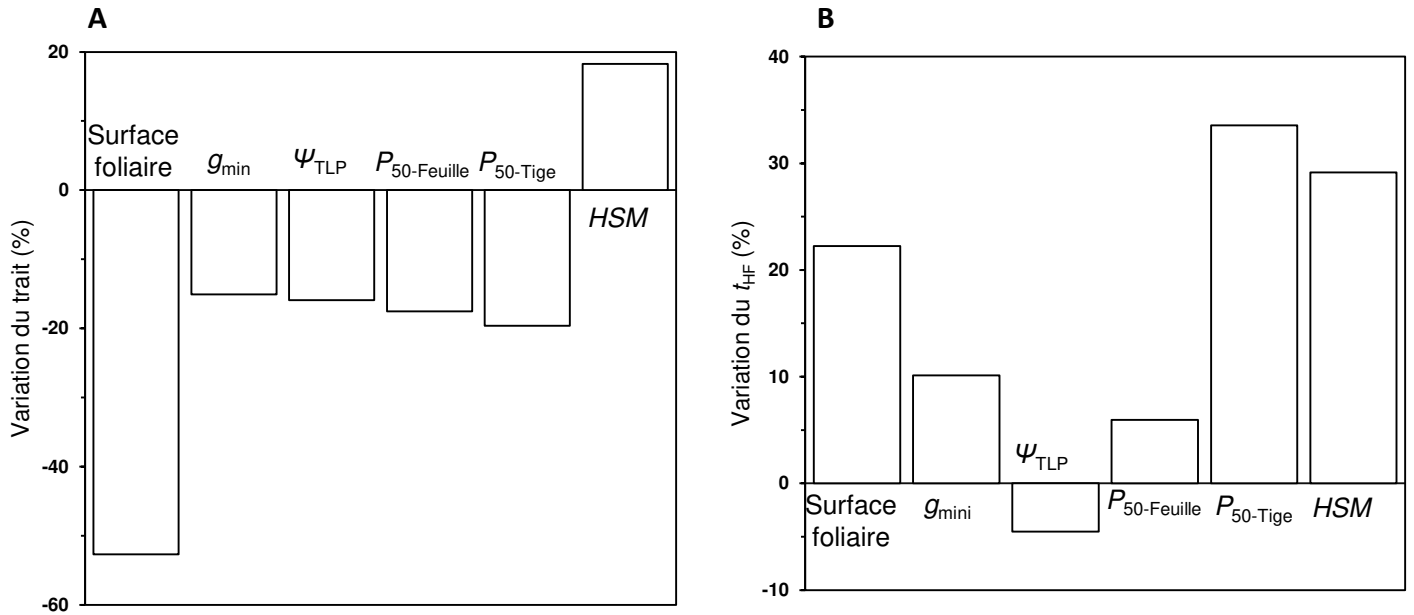 A
20
0
-20
-40
-60
Variation du trait (%)
Surface
foliaire
gmin
ΨTLP
P50-Feuille
P50-Tige
HSM
B
40
30
20
10
0
-10
Variation du tHF (%)
Surface
foliaire
gmini
ΨTLP
P50-Feuille
P50-Tige
HSM